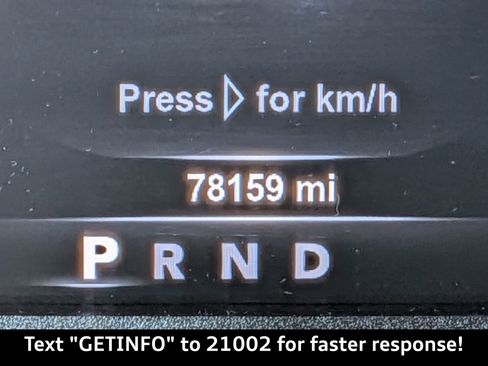 Press ▷ for km/h
78159 mi
P R N D
Text "GETINFO" to 21002 for faster response!